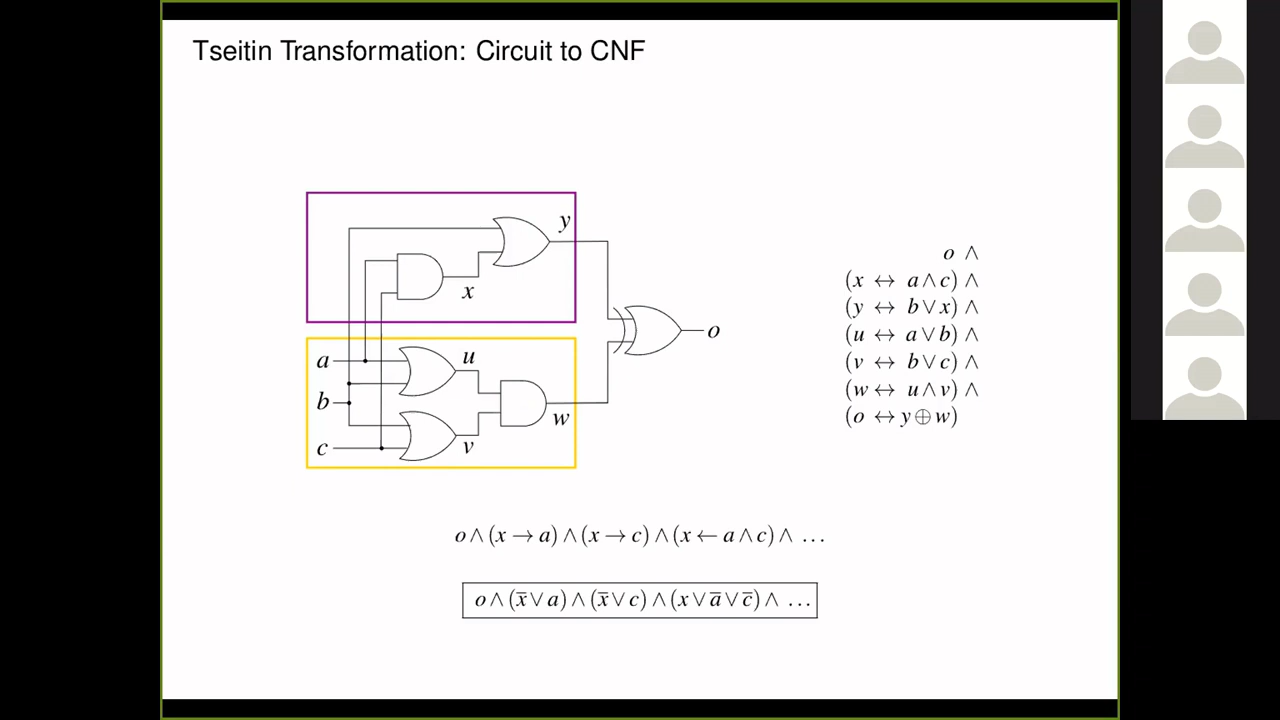 Tseitin Transformation: Circuit to CNF
y
x
a
u
b
c
v
w
o
o ∧
(x ↔ a∧c) ∧
(y ↔ b∨x) ∧
(u ↔ a∨b) ∧
(v ↔ b∨c) ∧
(w ↔ u∧v) ∧
(o ↔ y⊕w)
o∧(x→a)∧(x→c)∧(x←a∧c)∧ …
o∧(x̅∨a)∧(x̅∨c)∧(x∨a̅∨c̅)∧ …